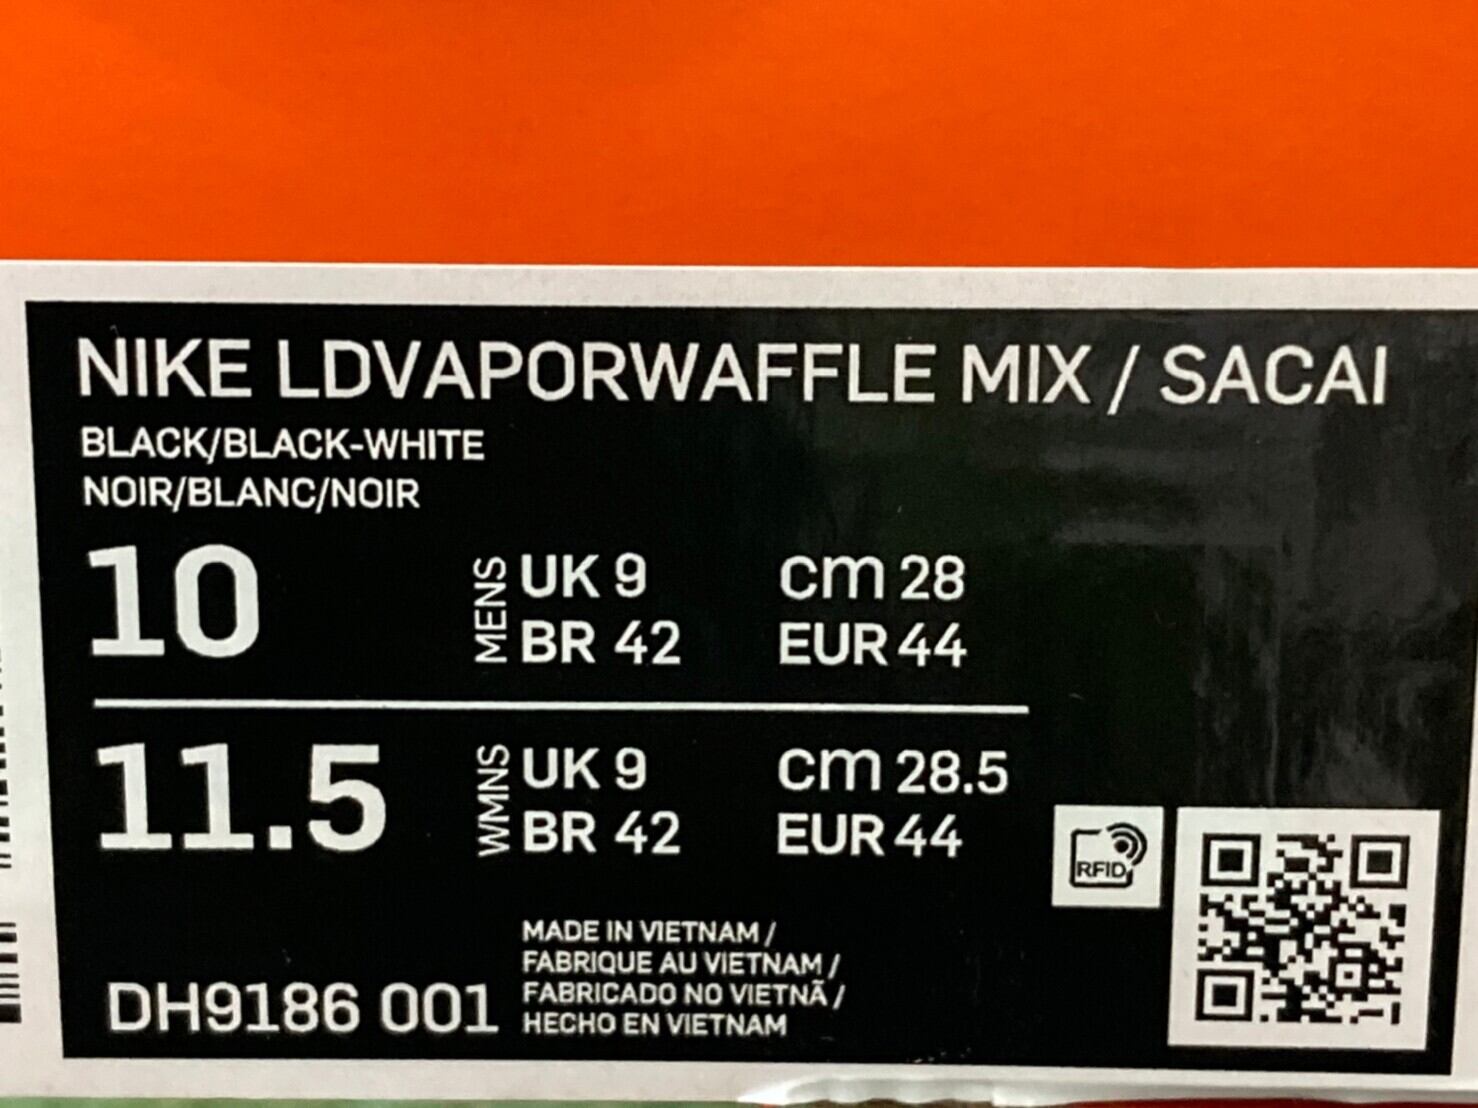 NIKE LDVAPORWAFFLE MIX / SACAI
BLACK/BLACK-WHITE
NOIR/BLANC/NOIR
10 MENS UK 9 cm 28
BR 42 EUR 44
11.5 WMNS UK 9 cm 28.5
BR 42 EUR 44
RFID
MADE IN VIETNAM /
FABRIQUE AU VIETNAM /
FABRICADO NO VIETNÃ /
HECHO EN VIETNAM
DH9186 001